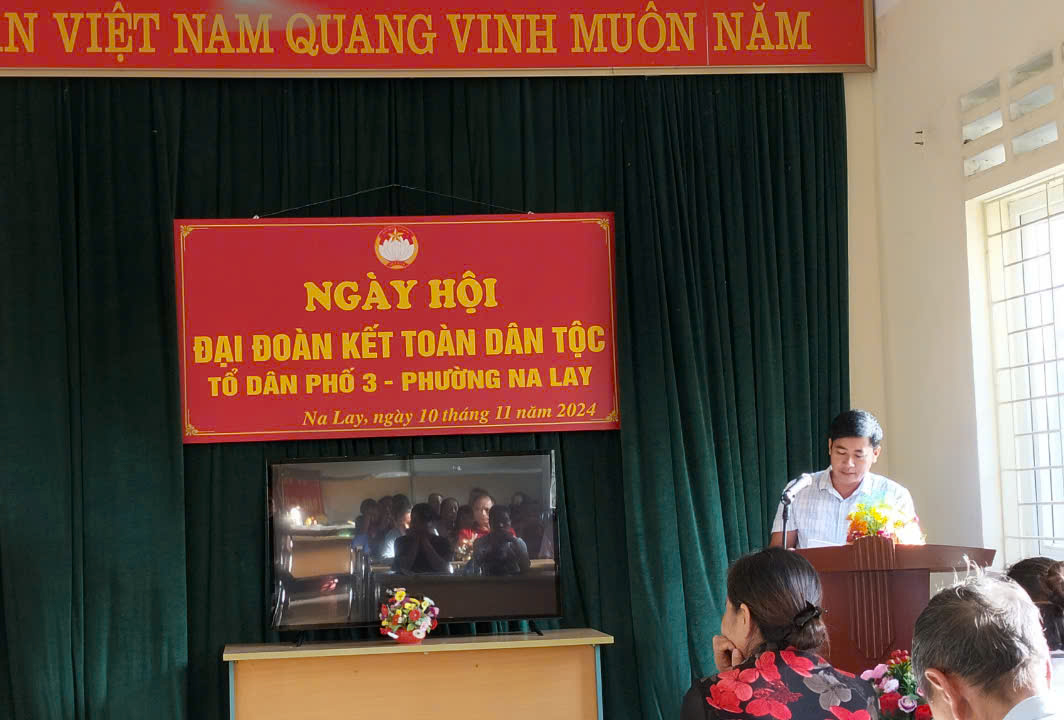 VIỆT NAM QUANG VINH MUÔN NĂM
NGÀY HỘI
ĐẠI ĐOÀN KẾT TOÀN DÂN TỘC
TỔ DÂN PHỐ 3 - PHƯỜNG NA LAY
Na Lay, ngày 10 tháng 11 năm 2024